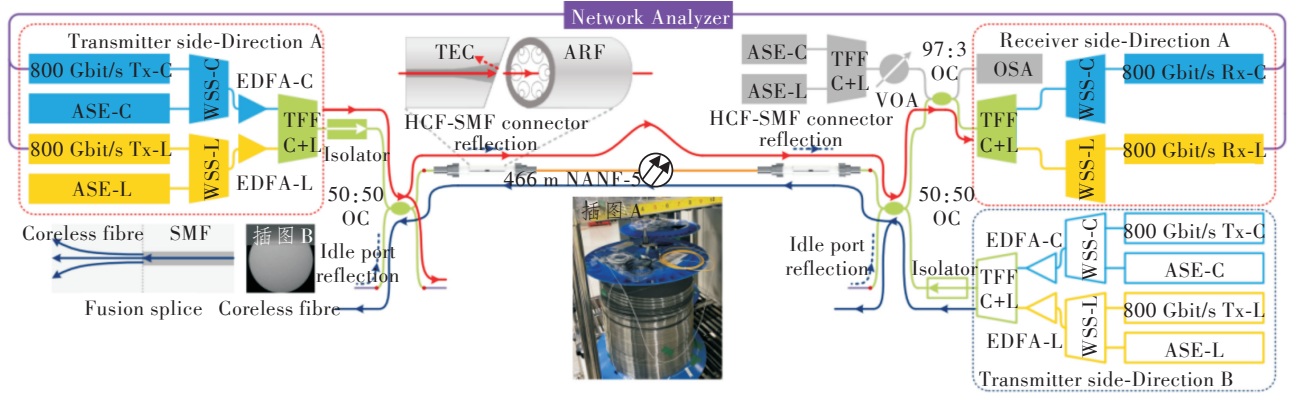 Network Analyzer
Transmitter side-Direction A
800 Gbit/s Tx-C
ASE-C
800 Gbit/s Tx-L
ASE-L
WSS-C
WSS-L
EDFA-C
EDFA-L
TFF
C+L
Isolator
50:50
OC
TEC
ARF
HCF-SMF connector
reflection
466 m NANF-5
ASE-C
ASE-L
TFF
C+L
VOA
97:3
OC
HCF-SMF connector
reflection
Receiver side-Direction A
OSA
TFF
C+L
WSS-C
WSS-L
800 Gbit/s Rx-C
800 Gbit/s Rx-L
50:50
OC
Coreless fibre
SMF
Fusion splice
插图 B
Coreless fibre
Idle port
reflection
插图 A
Idle port
reflection
Isolator
TFF
C+L
EDFA-C
EDFA-L
WSS-C
WSS-L
800 Gbit/s Tx-C
ASE-C
800 Gbit/s Tx-L
ASE-L
Transmitter side-Direction B